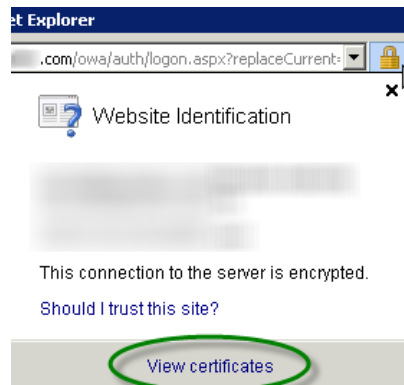 et Explorer
.com/owa/auth/logon.aspx?replaceCurrent=
Website Identification
This connection to the server is encrypted.
Should I trust this site?
View certificates